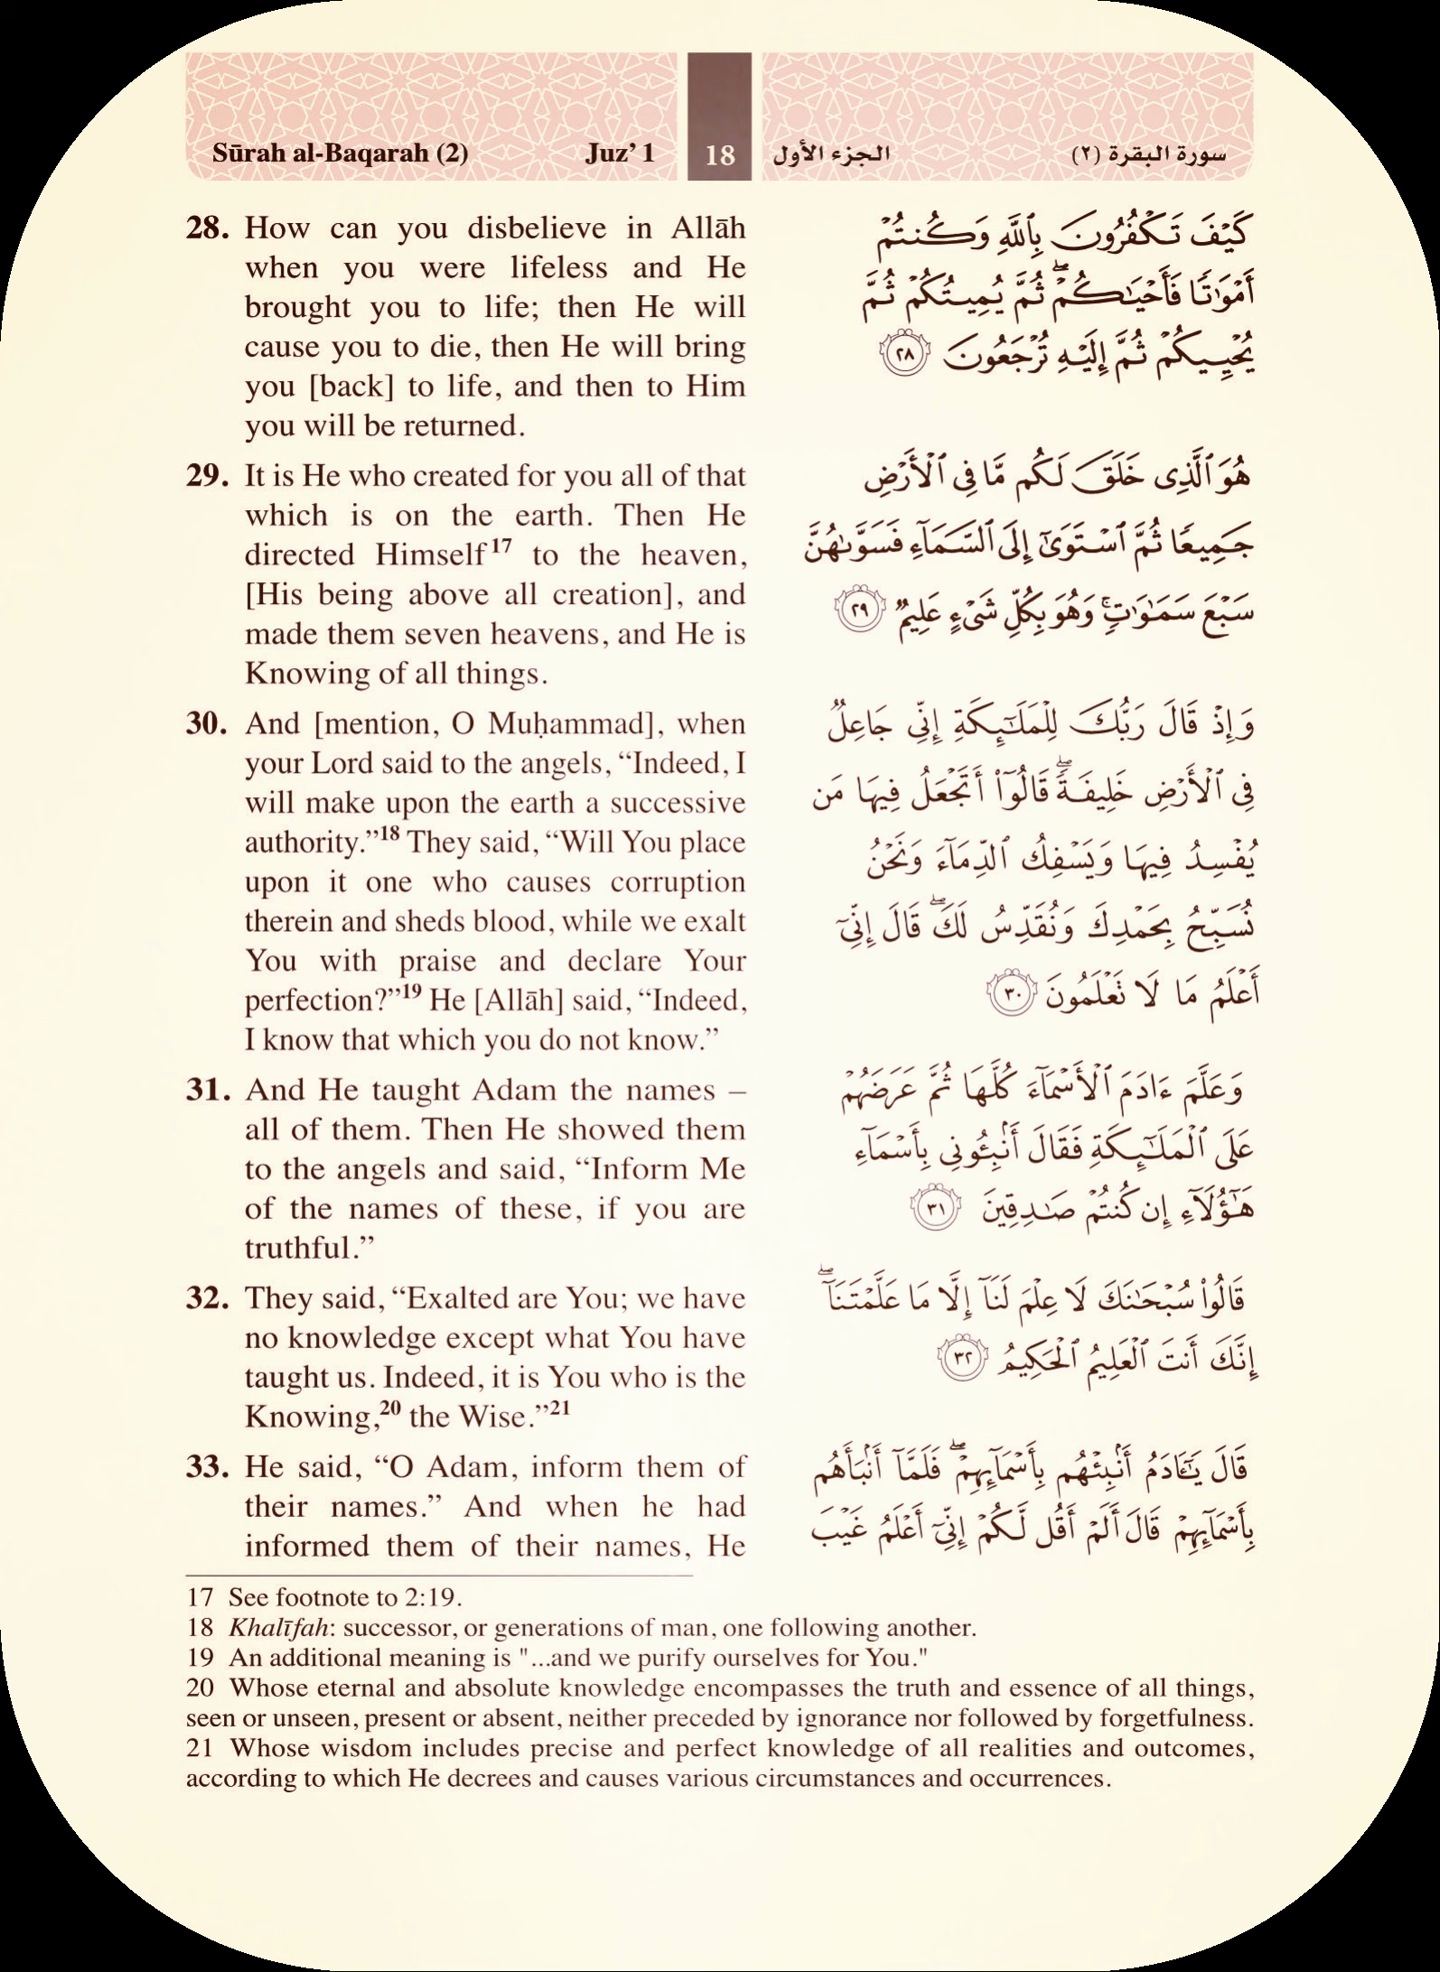 Sūrah al-Baqarah (2) Juz’ 1 18 الجزء الأول سورة البقرة (٢)
28. How can you disbelieve in Allāh
when you were lifeless and He
brought you to life; then He will
cause you to die, then He will bring
you [back] to life, and then to Him
you will be returned.
كَيْفَ تَكْفُرُونَ بِٱللَّهِ وَكُنتُمْ
أَمْوَٰتًا فَأَحْيَـٰكُمْ ۖ ثُمَّ يُمِيتُكُمْ ثُمَّ
يُحْيِيكُمْ ثُمَّ إِلَيْهِ تُرْجَعُونَ ٢٨
29. It is He who created for you all of that
which is on the earth. Then He
directed Himself17 to the heaven,
[His being above all creation], and
made them seven heavens, and He is
Knowing of all things.
هُوَ ٱلَّذِى خَلَقَ لَكُم مَّا فِى ٱلْأَرْضِ
جَمِيعًا ثُمَّ ٱسْتَوَىٰٓ إِلَى ٱلسَّمَآءِ فَسَوَّىٰهُنَّ
سَبْعَ سَمَـٰوَٰتٍ ۚ وَهُوَ بِكُلِّ شَىْءٍ عَلِيمٌ ٢٩
30. And [mention, O Muḥammad], when
your Lord said to the angels, “Indeed, I
will make upon the earth a successive
authority.”18 They said, “Will You place
upon it one who causes corruption
therein and sheds blood, while we exalt
You with praise and declare Your
perfection?”19 He [Allāh] said, “Indeed,
I know that which you do not know.”
وَإِذْ قَالَ رَبُّكَ لِلْمَلَـٰٓئِكَةِ إِنِّى جَاعِلٌ
فِى ٱلْأَرْضِ خَلِيفَةً ۖ قَالُوٓا۟ أَتَجْعَلُ فِيهَا مَن
يُفْسِدُ فِيهَا وَيَسْفِكُ ٱلدِّمَآءَ وَنَحْنُ
نُسَبِّحُ بِحَمْدِكَ وَنُقَدِّسُ لَكَ ۖ قَالَ إِنِّىٓ
أَعْلَمُ مَا لَا تَعْلَمُونَ ٣٠
31. And He taught Adam the names –
all of them. Then He showed them
to the angels and said, “Inform Me
of the names of these, if you are
truthful.”
وَعَلَّمَ ءَادَمَ ٱلْأَسْمَآءَ كُلَّهَا ثُمَّ عَرَضَهُمْ
عَلَى ٱلْمَلَـٰٓئِكَةِ فَقَالَ أَنۢبِـُٔونِى بِأَسْمَآءِ
هَـٰٓؤُلَآءِ إِن كُنتُمْ صَـٰدِقِينَ ٣١
32. They said, “Exalted are You; we have
no knowledge except what You have
taught us. Indeed, it is You who is the
Knowing,20 the Wise.”21
قَالُوا۟ سُبْحَـٰنَكَ لَا عِلْمَ لَنَآ إِلَّا مَا عَلَّمْتَنَآ ۖ
إِنَّكَ أَنتَ ٱلْعَلِيمُ ٱلْحَكِيمُ ٣٢
33. He said, “O Adam, inform them of
their names.” And when he had
informed them of their names, He
قَالَ يَـٰٓـَٔادَمُ أَنۢبِئْهُم بِأَسْمَآئِهِمْ ۖ فَلَمَّآ أَنۢبَأَهُم
بِأَسْمَآئِهِمْ قَالَ أَلَمْ أَقُل لَّكُمْ إِنِّىٓ أَعْلَمُ غَيْبَ
17 See footnote to 2:19.
18 Khalīfah: successor, or generations of man, one following another.
19 An additional meaning is "...and we purify ourselves for You."
20 Whose eternal and absolute knowledge encompasses the truth and essence of all things,
seen or unseen, present or absent, neither preceded by ignorance nor followed by forgetfulness.
21 Whose wisdom includes precise and perfect knowledge of all realities and outcomes,
according to which He decrees and causes various circumstances and occurrences.